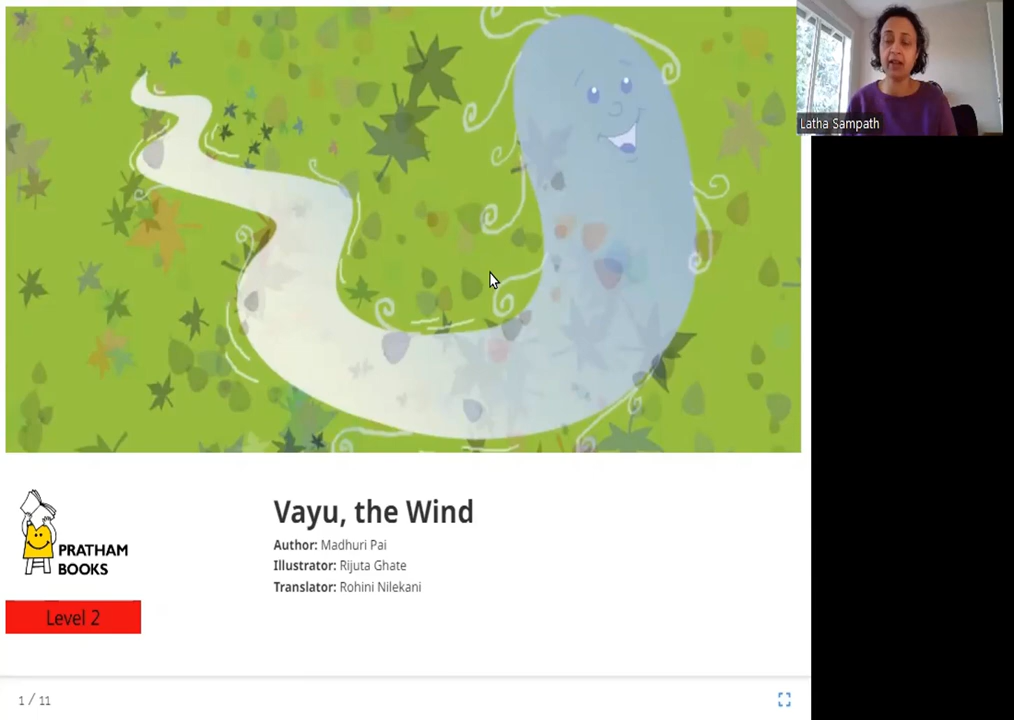 Latha Sampath
Vayu, the Wind
Author: Madhuri Pai
Illustrator: Rijuta Ghate
Translator: Rohini Nilekani
PRATHAM
BOOKS
Level 2
1 / 11